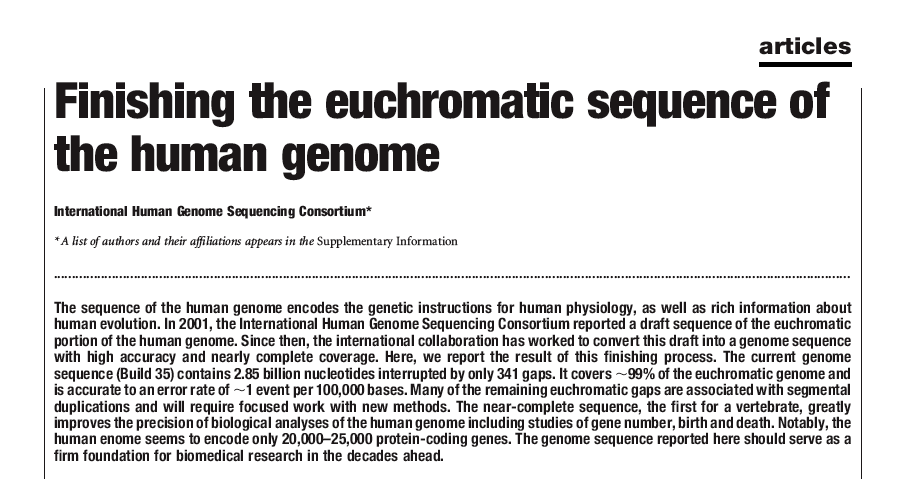 articles
Finishing the euchromatic sequence of
the human genome
International Human Genome Sequencing Consortium*
*A list of authors and their affiliations appears in the Supplementary Information
The sequence of the human genome encodes the genetic instructions for human physiology, as well as rich information about
human evolution. In 2001, the International Human Genome Sequencing Consortium reported a draft sequence of the euchromatic
portion of the human genome. Since then, the international collaboration has worked to convert this draft into a genome sequence
with high accuracy and nearly complete coverage. Here, we report the result of this finishing process. The current genome
sequence (Build 35) contains 2.85 billion nucleotides interrupted by only 341 gaps. It covers ~99% of the euchromatic genome and
is accurate to an error rate of ~1 event per 100,000 bases. Many of the remaining euchromatic gaps are associated with segmental
duplications and will require focused work with new methods. The near-complete sequence, the first for a vertebrate, greatly
improves the precision of biological analyses of the human genome including studies of gene number, birth and death. Notably, the
human enome seems to encode only 20,000–25,000 protein-coding genes. The genome sequence reported here should serve as a
firm foundation for biomedical research in the decades ahead.